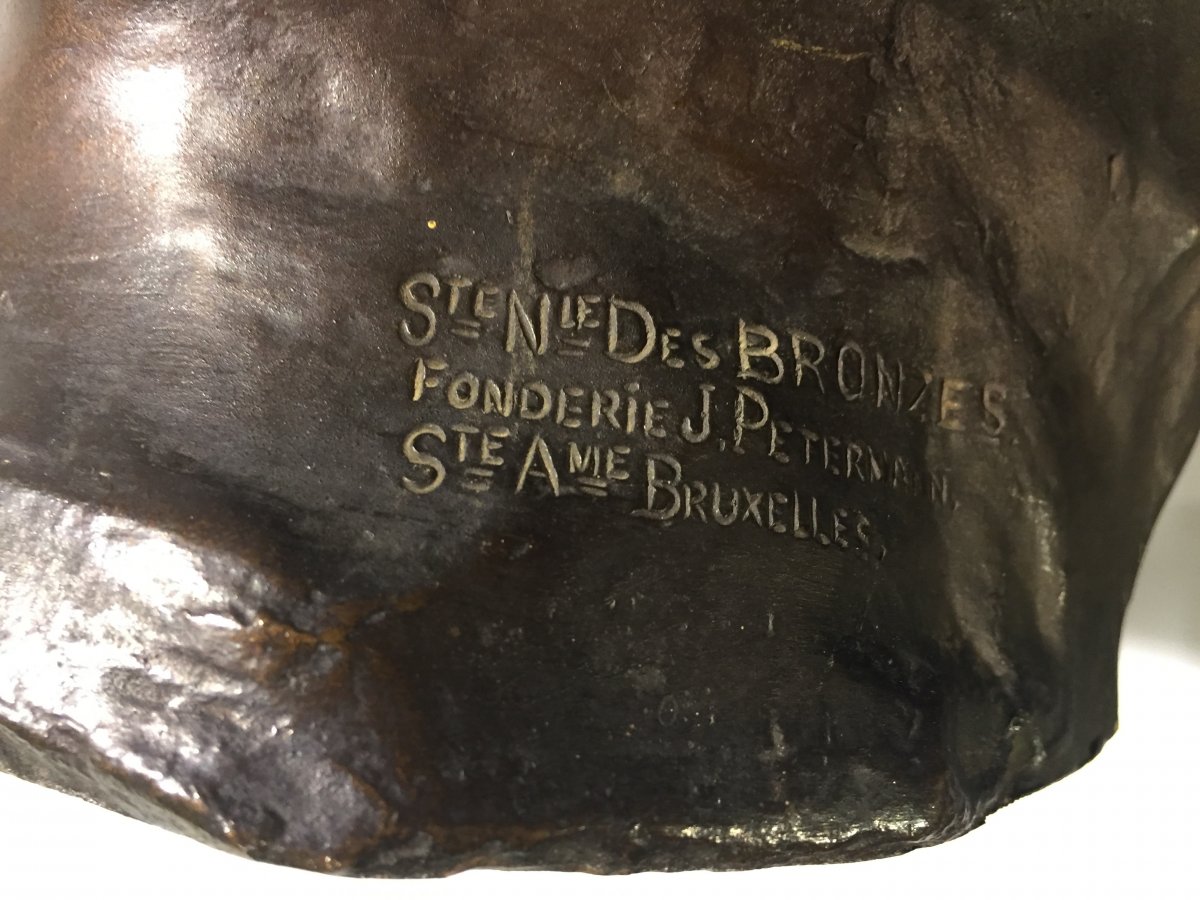 STE NLE DES BRONZES
FONDERIE J. PETERMANN,
STE AME BRUXELLES,